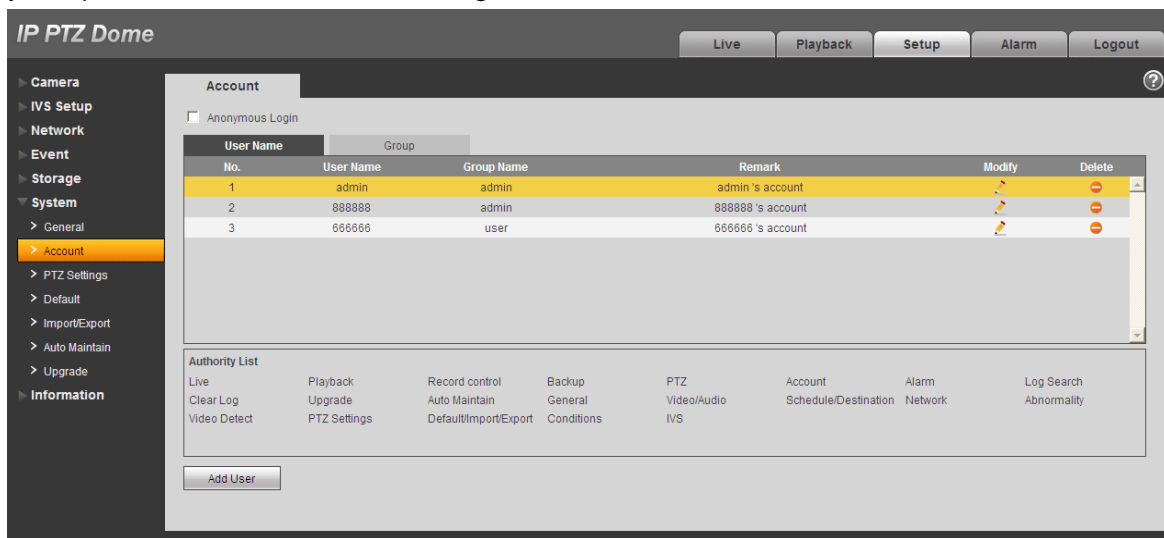 IP PTZ Dome
Live Playback Setup Alarm Logout
Camera
IVS Setup
Network
Event
Storage
System
General
Account
PTZ Settings
Default
Import/Export
Auto Maintain
Upgrade
Information
Account
?
Anonymous Login
User Name Group
No. User Name Group Name Remark Modify Delete
1 admin admin admin 's account
2 888888 admin 888888 's account
3 666666 user 666666 's account
Authority List
Live Playback Record control Backup PTZ Account Alarm Log Search
Clear Log Upgrade Auto Maintain General Video/Audio Schedule/Destination Network Abnormality
Video Detect PTZ Settings Default/Import/Export Conditions IVS
Add User